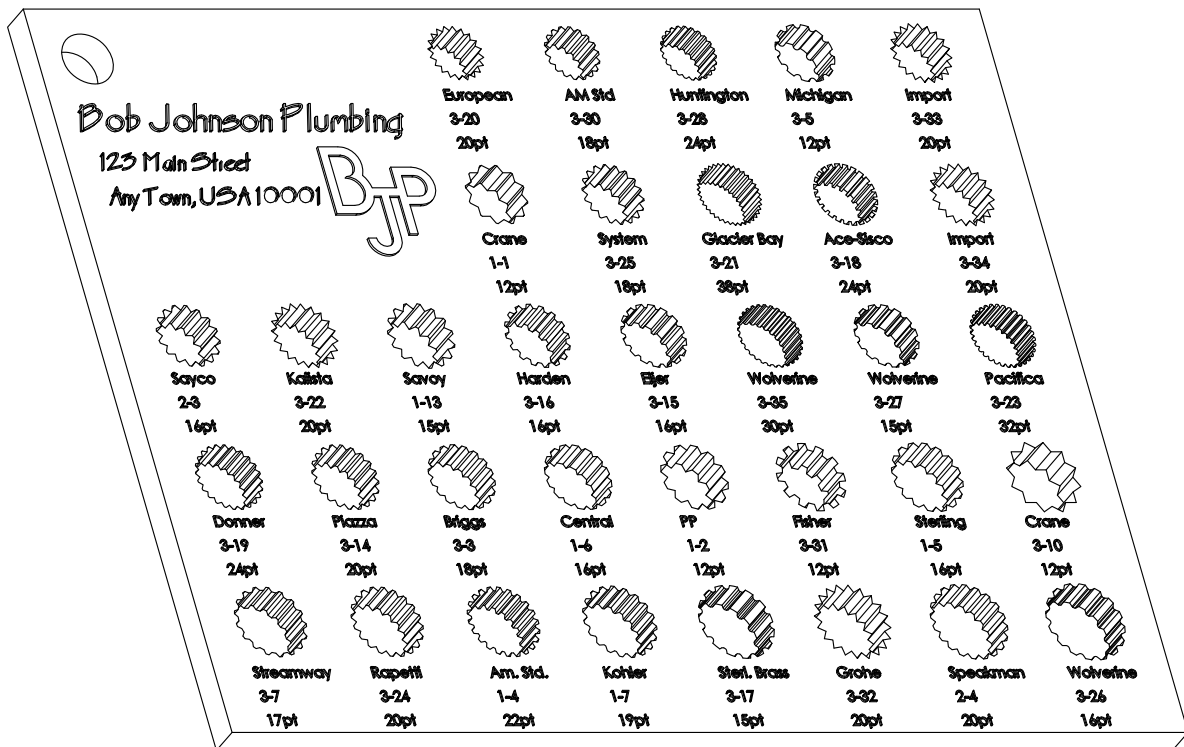 European AM Std Huntington Michigan Import
3-20 3-30 3-28 3-5 3-33
20pt 18pt 24pt 12pt 20pt
Bob Johnson Plumbing
123 Main Street
Any Town, USA 10001
BJP
Crane System Glacier Bay Ace-Sisco Import
1-1 3-25 3-21 3-18 3-34
12pt 18pt 38pt 24pt 20pt
Sayco Kalista Savoy Harden Eljer Wolverine Wolverine Pacifica
2-3 3-22 1-13 3-16 3-15 3-35 3-27 3-23
16pt 20pt 15pt 16pt 16pt 30pt 15pt 32pt
Donner Piazza Briggs Central PP Fisher Sterling Crane
3-19 3-14 3-3 1-6 1-2 3-31 1-5 3-10
24pt 20pt 18pt 16pt 12pt 12pt 16pt 12pt
Streamway Rapetti Am. Std. Kohler Sterl. Brass Grohe Speakman Wolverine
3-7 3-24 1-4 1-7 3-17 3-32 2-4 3-26
17pt 20pt 22pt 19pt 15pt 20pt 20pt 16pt